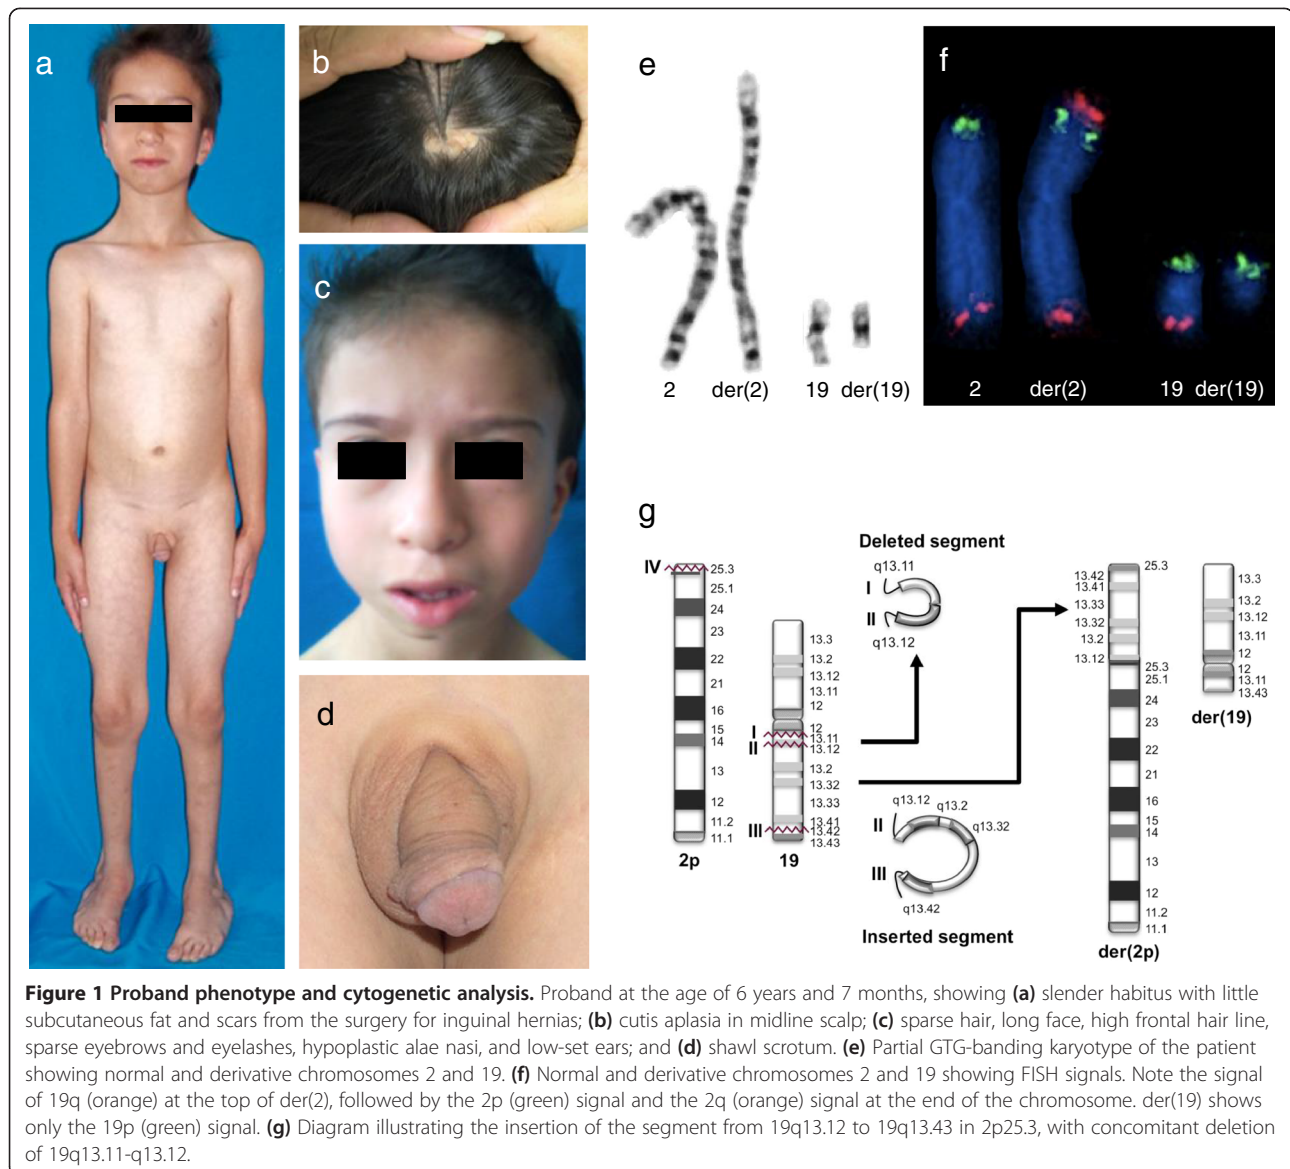 a
b
c
d
e
2 der(2) 19 der(19)
f
2 der(2) 19 der(19)
g
IV
25.3
25.1
24
23
22
21
16
15
14
13
12
11.2
11.1
2p
13.3
13.2
13.12
13.11
12
12
I
13.11
II
13.12
13.2
13.32
13.33
13.41
III
13.42
13.43
19
Deleted segment
q13.11
I
II
q13.12
q13.12
q13.2
q13.32
II
III
q13.42
Inserted segment
25.3
13.42
13.41
13.33
13.32
13.2
13.12
25.3
25.1
24
23
22
21
16
15
14
13
12
11.2
11.1
der(2p)
13.3
13.2
13.12
13.11
12
12
13.11
13.43
der(19)
Figure 1 Proband phenotype and cytogenetic analysis. Proband at the age of 6 years and 7 months, showing (a) slender habitus with little
subcutaneous fat and scars from the surgery for inguinal hernias; (b) cutis aplasia in midline scalp; (c) sparse hair, long face, high frontal hair line,
sparse eyebrows and eyelashes, hypoplastic alae nasi, and low-set ears; and (d) shawl scrotum. (e) Partial GTG-banding karyotype of the patient
showing normal and derivative chromosomes 2 and 19. (f) Normal and derivative chromosomes 2 and 19 showing FISH signals. Note the signal
of 19q (orange) at the top of der(2), followed by the 2p (green) signal and the 2q (orange) signal at the end of the chromosome. der(19) shows
only the 19p (green) signal. (g) Diagram illustrating the insertion of the segment from 19q13.12 to 19q13.43 in 2p25.3, with concomitant deletion
of 19q13.11-q13.12.